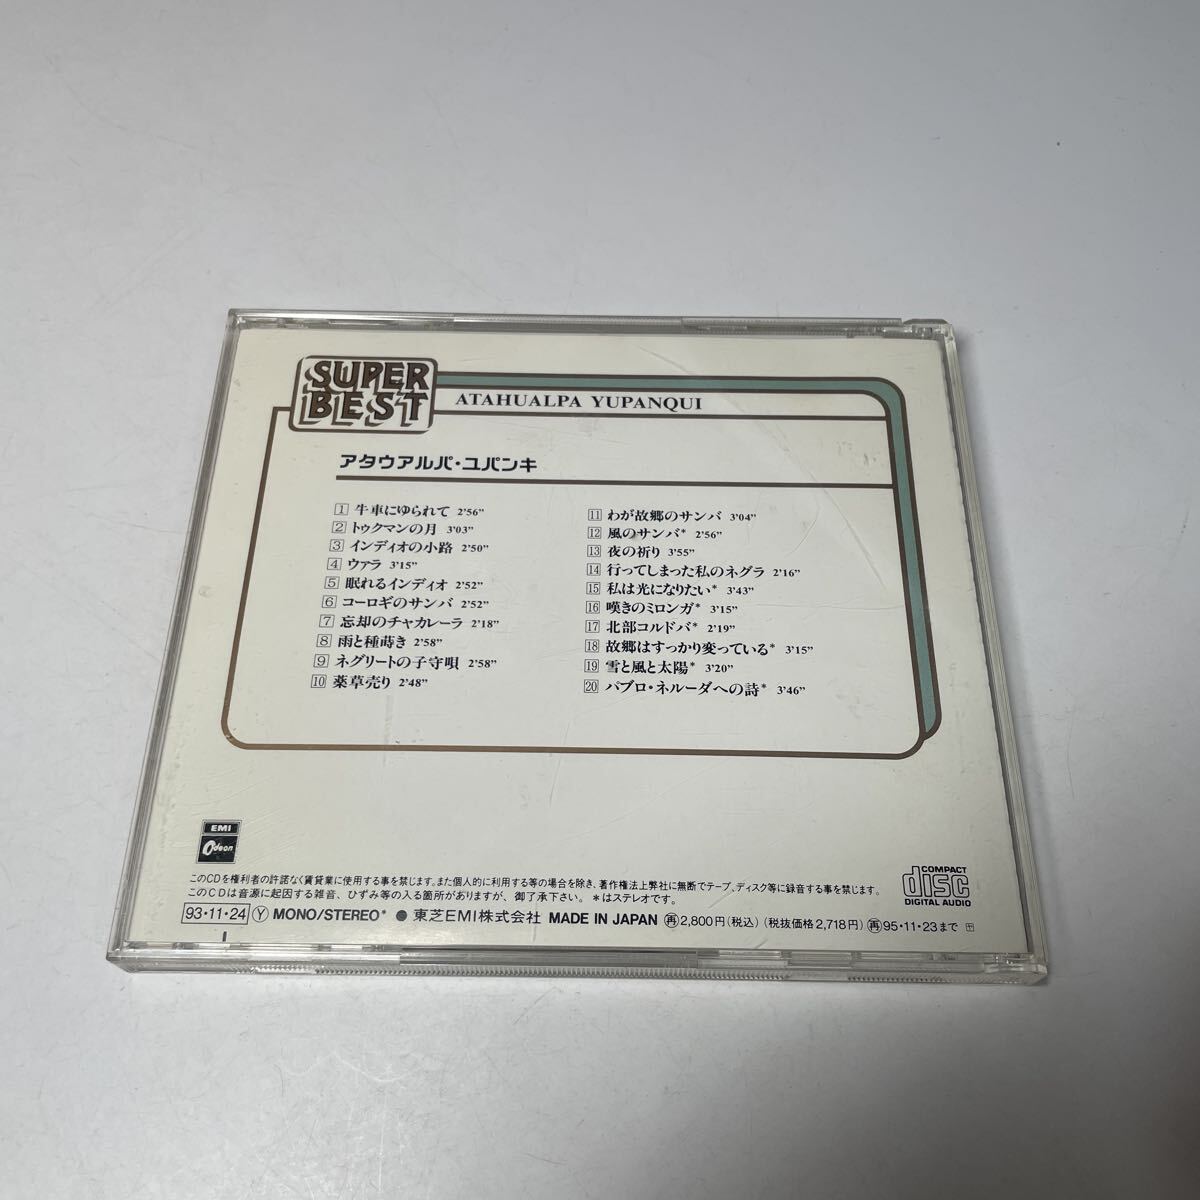 SUPER
BEST
ATAHUALPA YUPANQUI
アタウアルパ・ユパンキ
1 牛車にゆられて 2'56"
2 トゥクマンの月 3'03"
3 インディオの小路 2'50"
4 ウァラ 3'15"
5 眠れるインディオ 2'52"
6 コーロギのサンバ 2'52"
7 忘却のチャカレーラ 2'18"
8 雨と種蒔き 2'58"
9 ネグリートの子守唄 2'58"
10 薬草売り 2'48"
11 わが故郷のサンバ 3'04"
12 風のサンバ* 2'56"
13 夜の祈り 3'55"
14 行ってしまった私のネグラ 2'16"
15 私は光になりたい* 3'43"
16 嘆きのミロンガ* 3'15"
17 北部コルドバ* 2'19"
18 故郷はすっかり変っている* 3'15"
19 雪と風と太陽* 3'20"
20 パブロ・ネルーダへの詩* 3'46"
EMI
Odeon
このCDを権利者の許諾なく賃貸業に使用する事を禁じます。また個人的に利用する等の場合を除き、著作権法上弊社に無断でテープ、ディスク等に録音する事を禁じます。
このCDは音源に起因する雑音、ひずみ等の入る箇所がありますが、御了承下さい。 *はステレオです。
COMPACT
disc
DIGITAL AUDIO
93・11・24 Ⓨ MONO/STEREO* ● 東芝EMI株式会社 MADE IN JAPAN 再2,800円(税込) (税抜価格2,718円) 再95・11・23まで